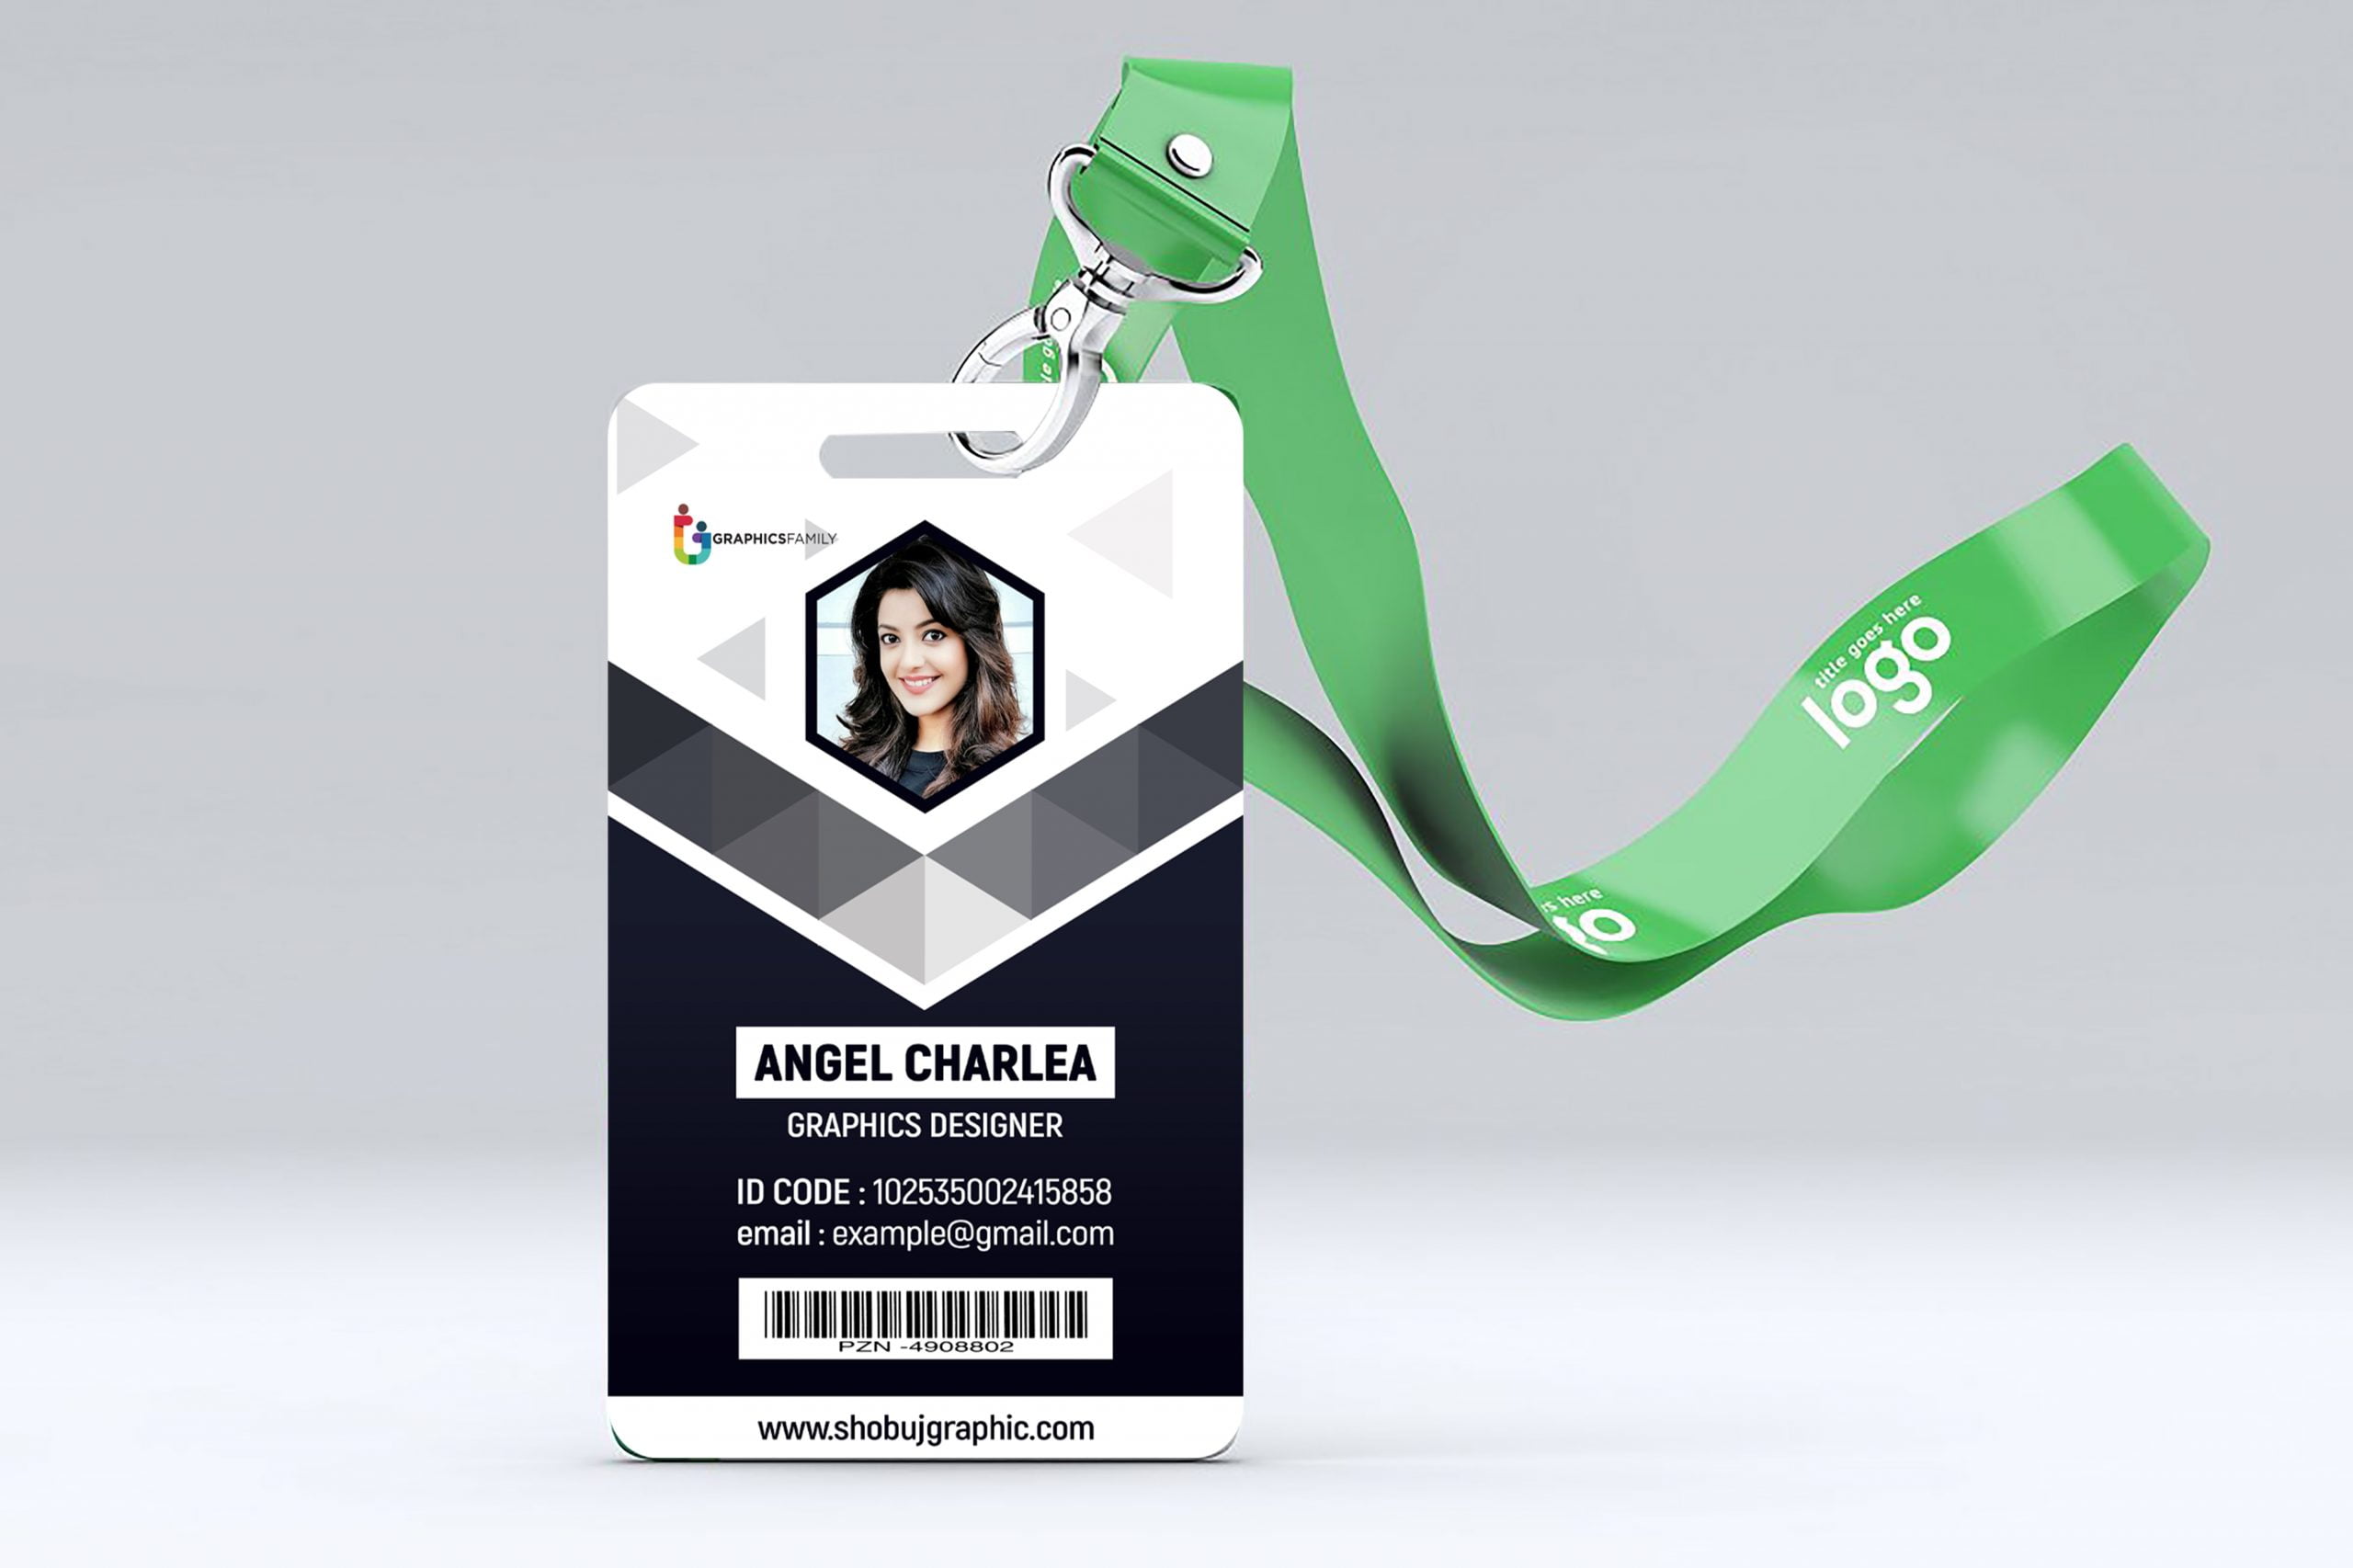 GRAPHICSFAMILY
ANGEL CHARLEA
GRAPHICS DESIGNER
ID CODE : 102535002415858
email : example@gmail.com
PZN -4908802
www.shobujgraphic.com
title goes here
logo
here